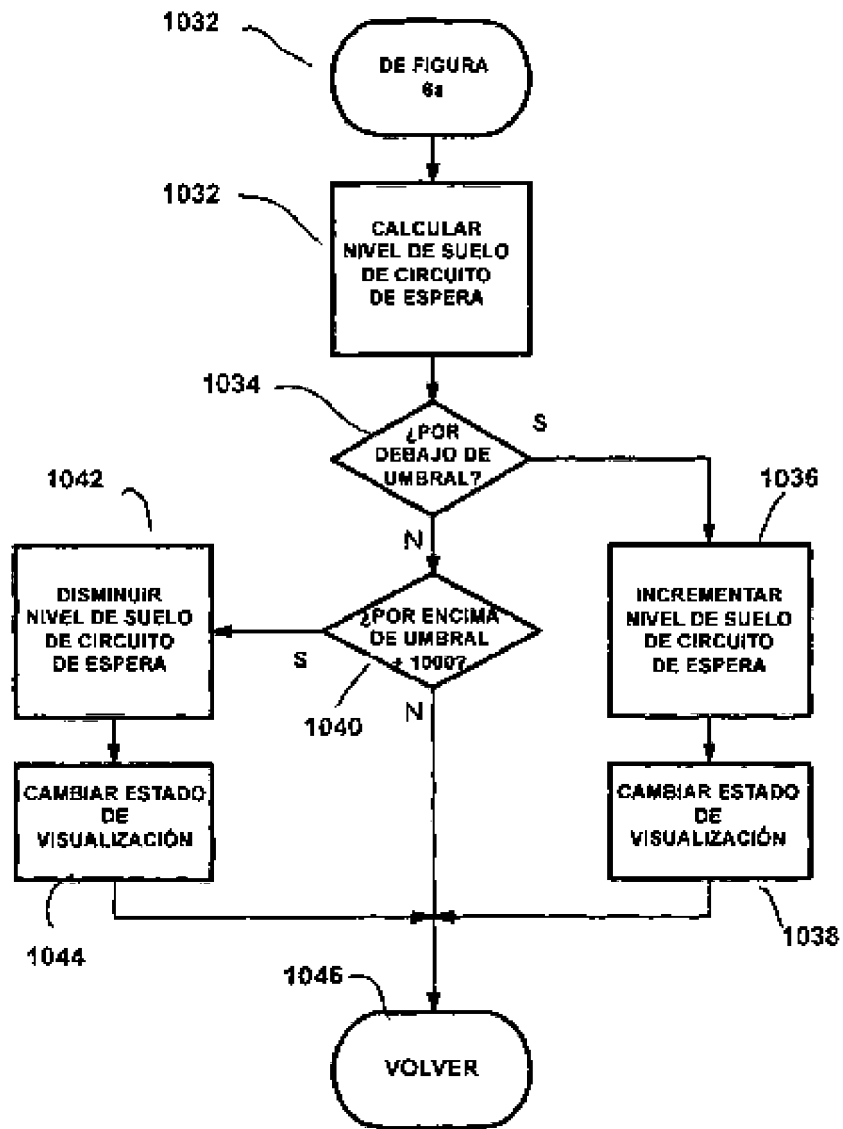 1032
DE FIGURA
6a
1032
CALCULAR
NIVEL DE SUELO
DE CIRCUITO
DE ESPERA
1034
¿POR
DEBAJO DE
UMBRAL?
S
N
1042
DISMINUIR
NIVEL DE SUELO
DE CIRCUITO
DE ESPERA
¿POR ENCIMA
DE UMBRAL
+ 1000?
S
N
1040
1036
INCREMENTAR
NIVEL DE SUELO
DE CIRCUITO
DE ESPERA
CAMBIAR ESTADO
DE
VISUALIZACIÓN
1044
CAMBIAR ESTADO
DE
VISUALIZACIÓN
1038
1046
VOLVER